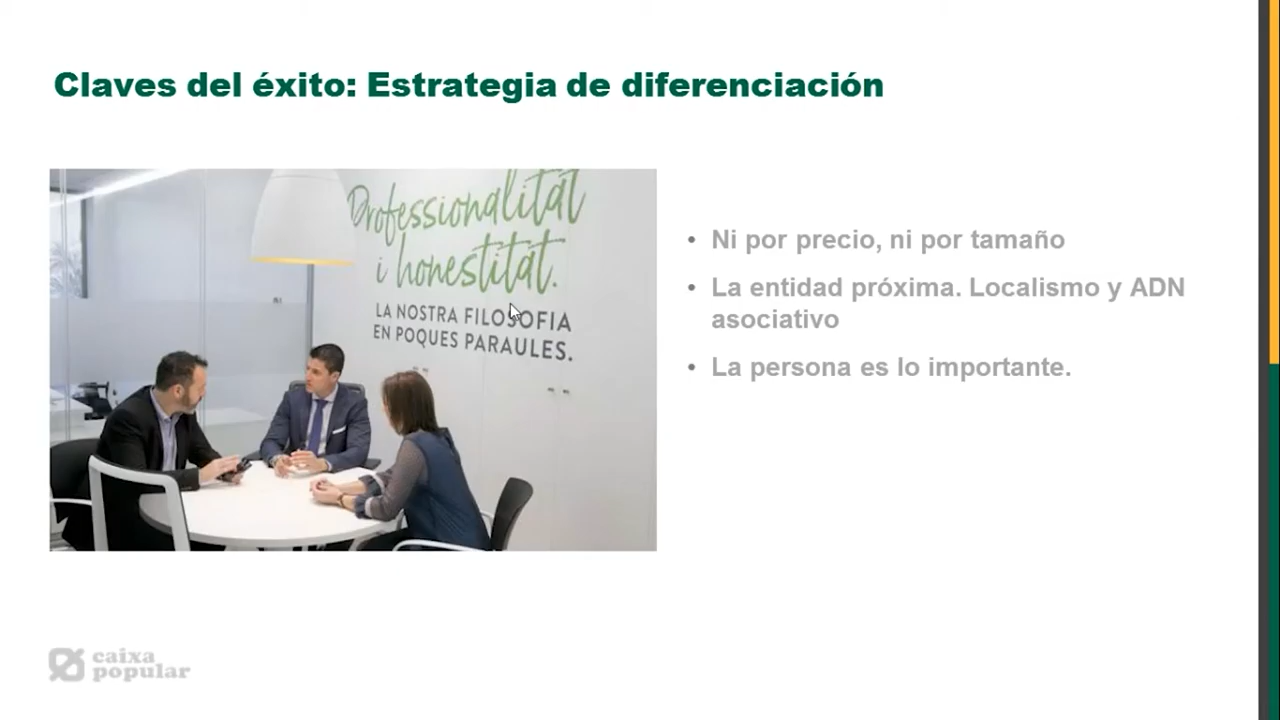 Claves del éxito: Estrategia de diferenciación
Professionalitat
i honestitat.
LA NOSTRA FILOSOFIA
EN POQUES PARAULES.
• Ni por precio, ni por tamaño
• La entidad próxima. Localismo y ADN
asociativo
• La persona es lo importante.
caixa
popular